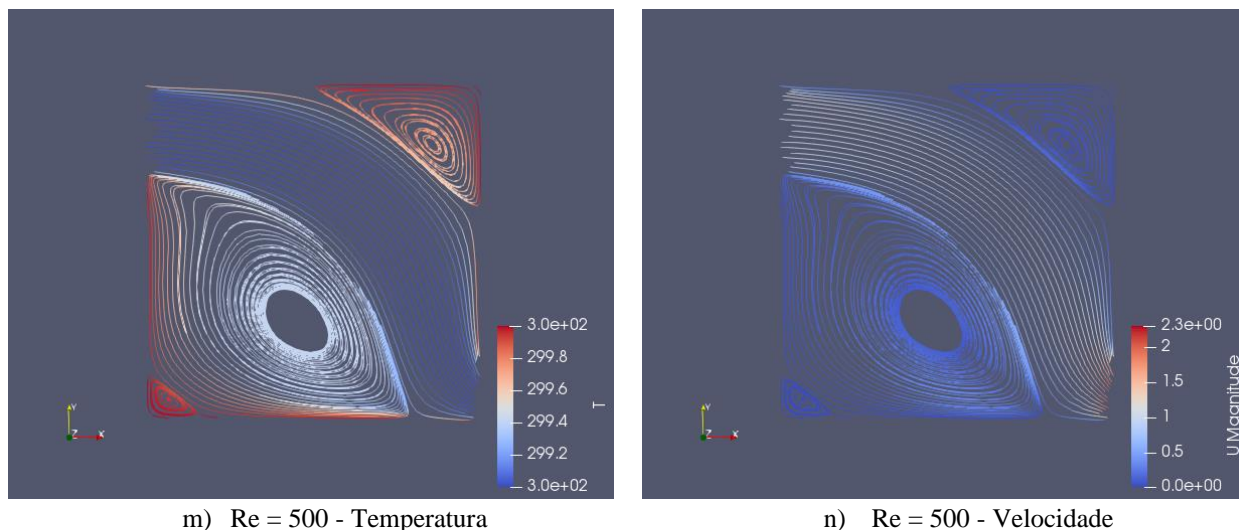 3.0e+02
299.8
299.6
299.4
299.2
3.0e+02
T
Y
Z
X
2.3e+00
2
1.5
1
0.5
0.0e+00
U Magnitude
Y
Z
X
m) Re = 500 - Temperatura
n) Re = 500 - Velocidade